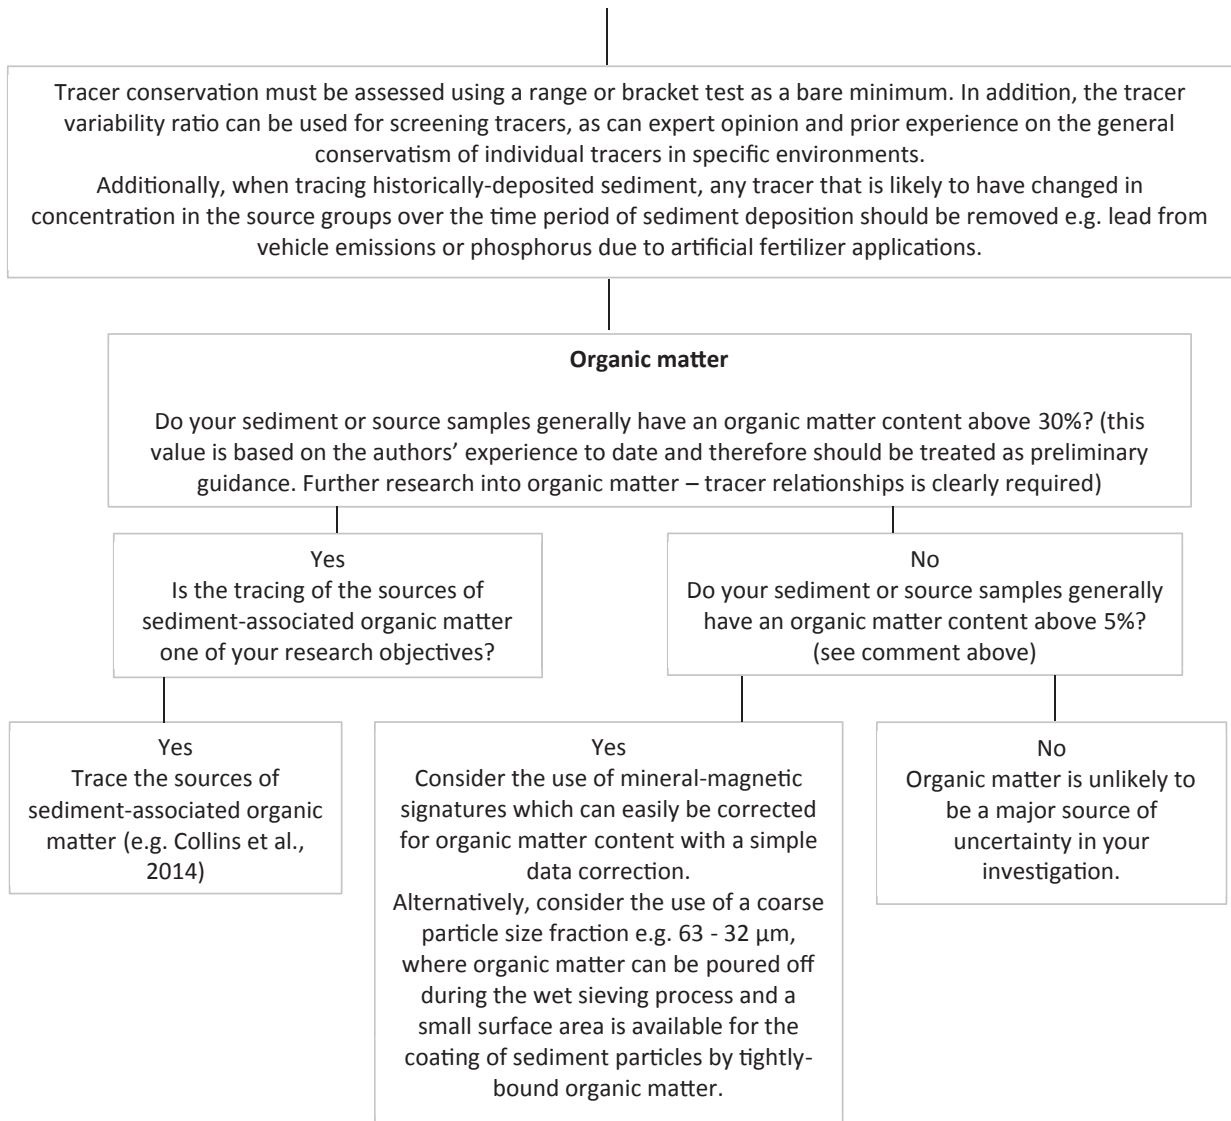 Tracer conservation must be assessed using a range or bracket test as a bare minimum. In addition, the tracer
variability ratio can be used for screening tracers, as can expert opinion and prior experience on the general
conservatism of individual tracers in specific environments.
Additionally, when tracing historically-deposited sediment, any tracer that is likely to have changed in
concentration in the source groups over the time period of sediment deposition should be removed e.g. lead from
vehicle emissions or phosphorus due to artificial fertilizer applications.
Organic matter
Do your sediment or source samples generally have an organic matter content above 30%? (this
value is based on the authors’ experience to date and therefore should be treated as preliminary
guidance. Further research into organic matter – tracer relationships is clearly required)
Yes
Is the tracing of the sources of
sediment-associated organic matter
one of your research objectives?
No
Do your sediment or source samples generally
have an organic matter content above 5%?
(see comment above)
Yes
Trace the sources of
sediment-associated organic
matter (e.g. Collins et al.,
2014)
Yes
Consider the use of mineral-magnetic
signatures which can easily be corrected
for organic matter content with a simple
data correction.
Alternatively, consider the use of a coarse
particle size fraction e.g. 63 - 32 µm,
where organic matter can be poured off
during the wet sieving process and a
small surface area is available for the
coating of sediment particles by tightly-
bound organic matter.
No
Organic matter is unlikely to
be a major source of
uncertainty in your
investigation.